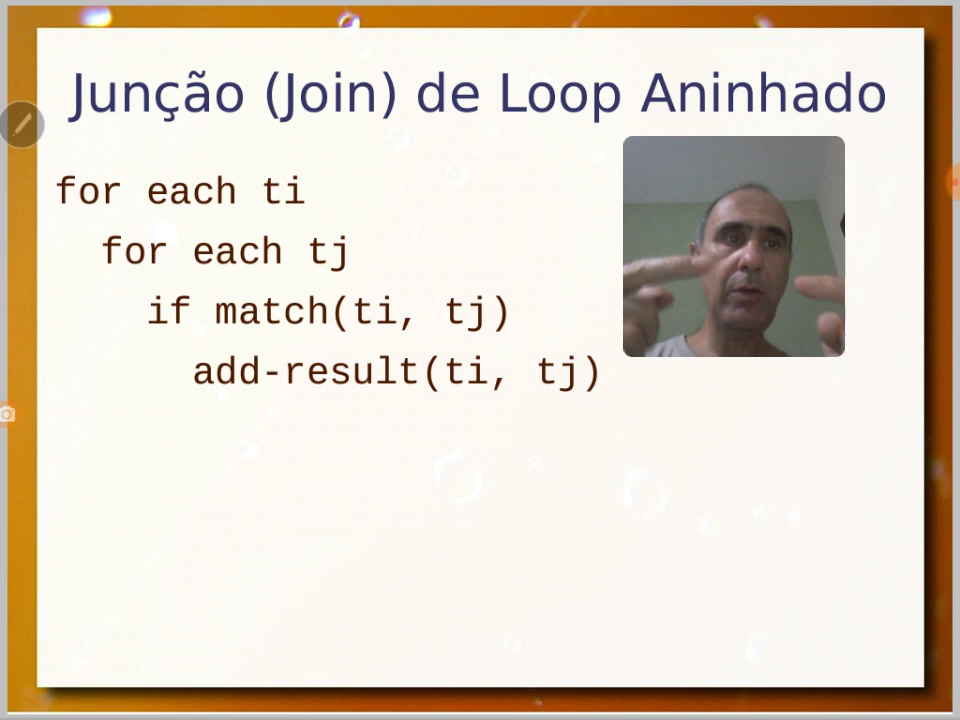 Junção (Join) de Loop Aninhado
for each ti
for each tj
if match(ti, tj)
add-result(ti, tj)